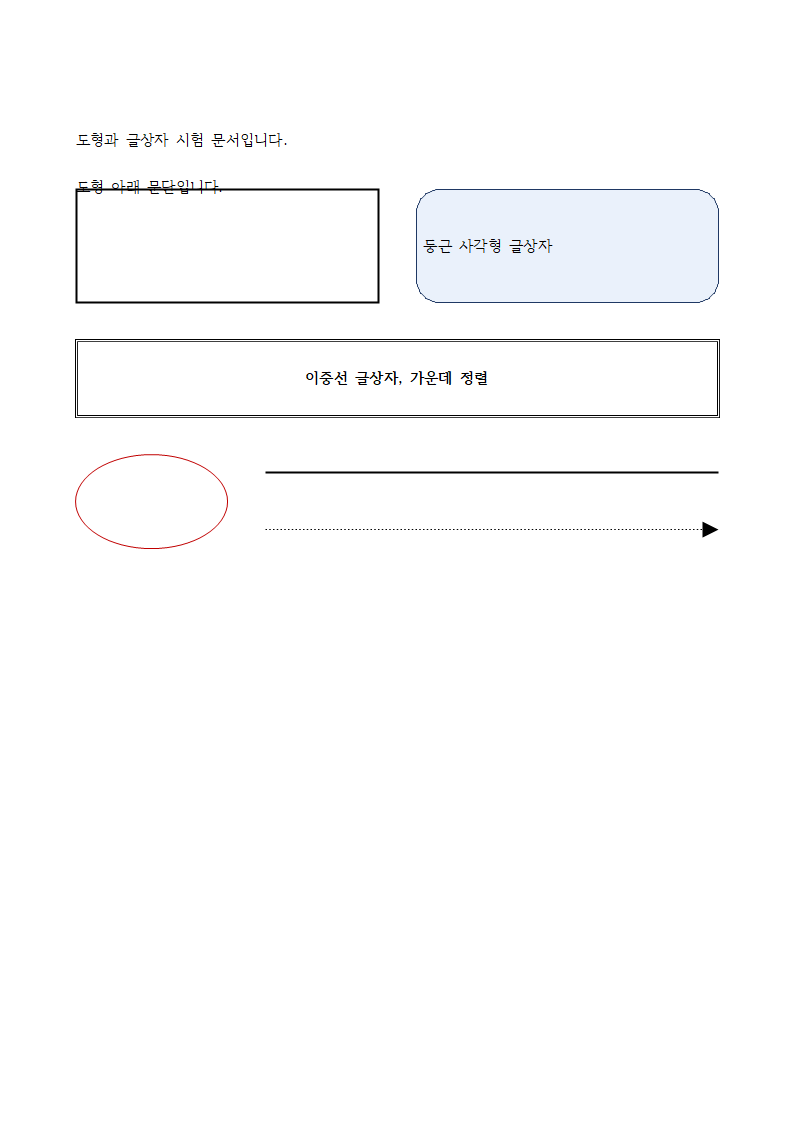 도형과 글상자 시험 문서입니다.
도형 아래 문단입니다.
둥근 사각형 글상자
이중선 글상자, 가운데 정렬